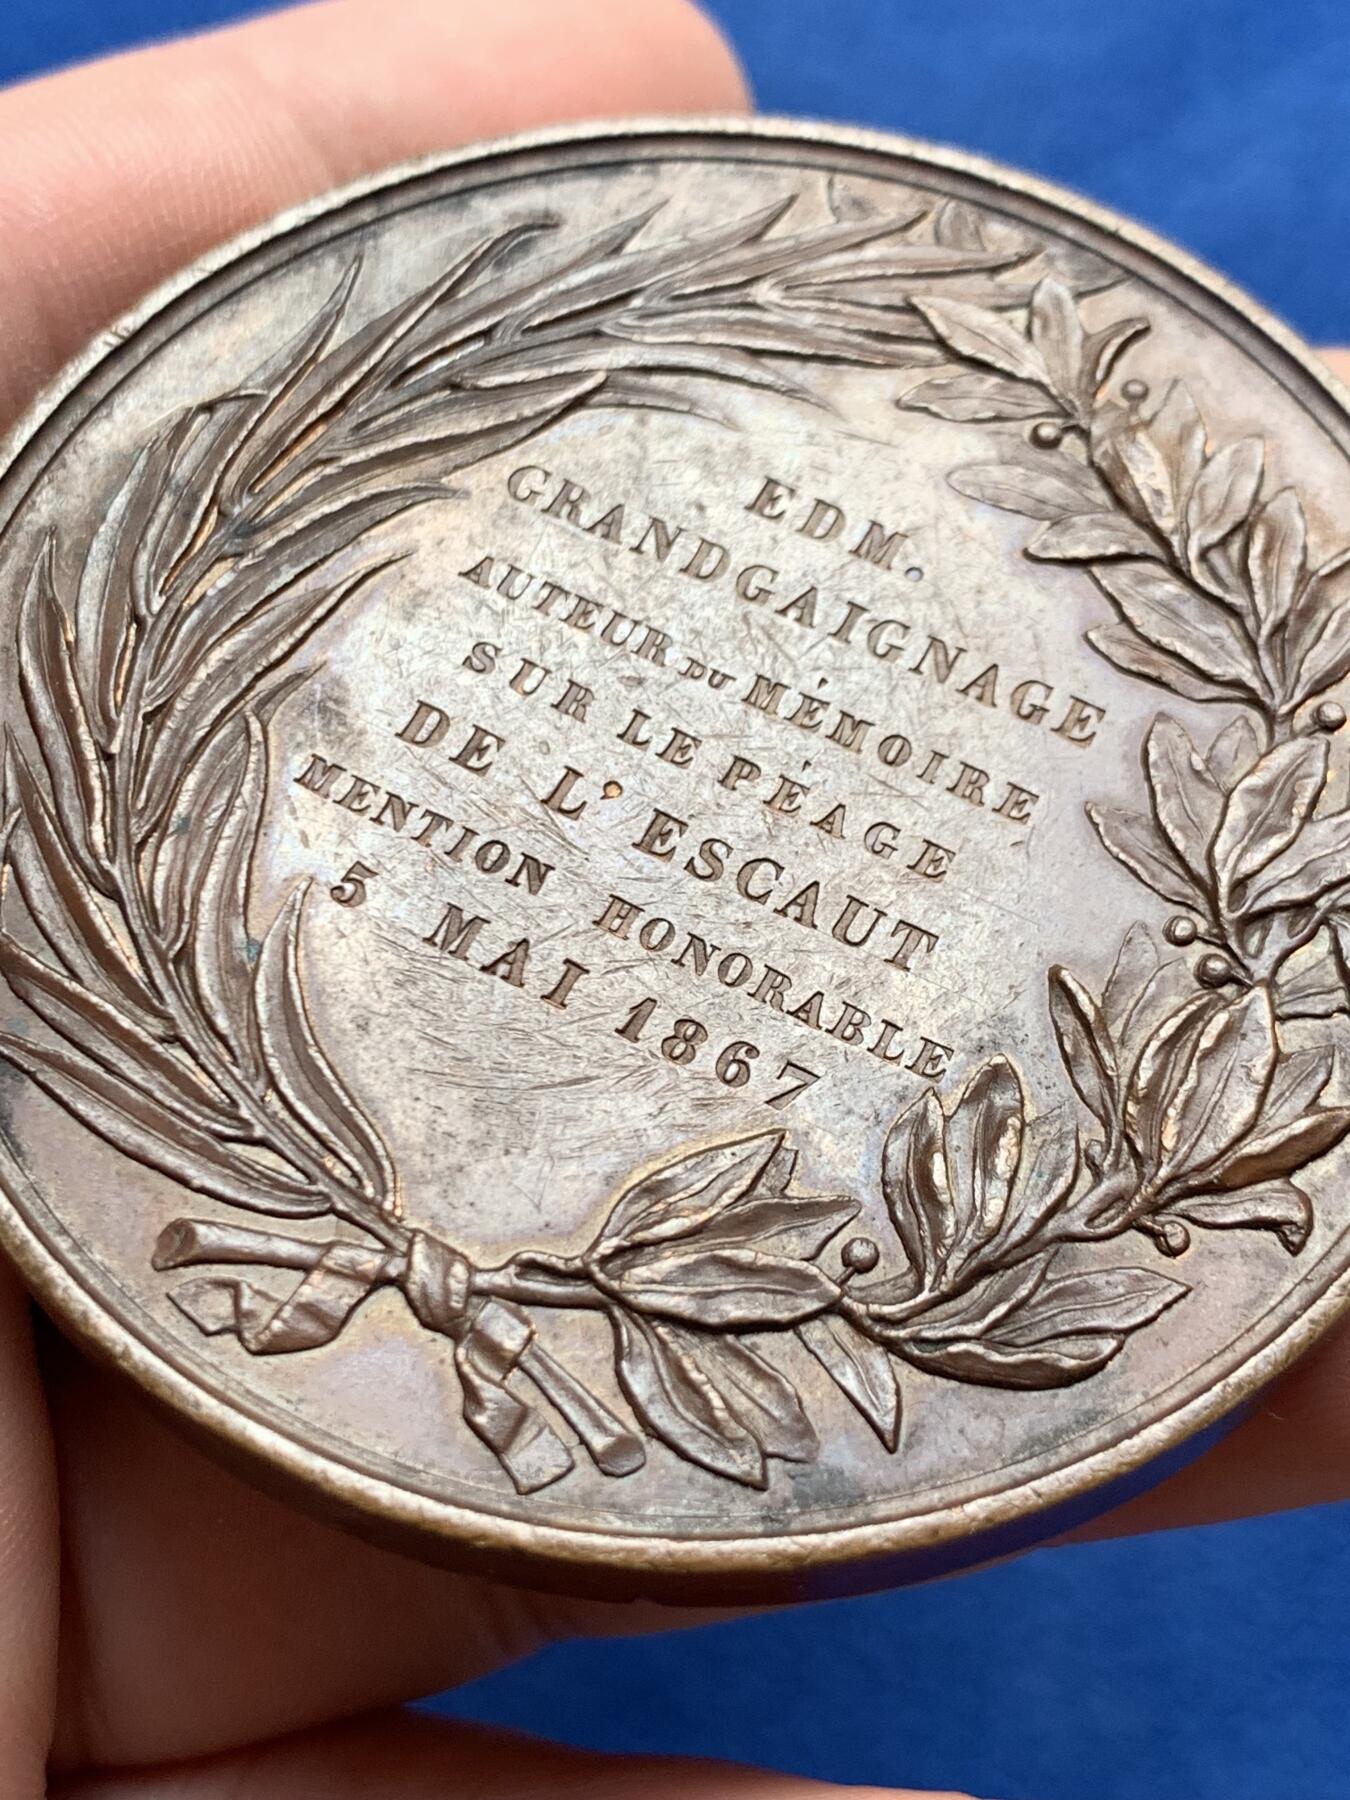 EDM.
GRANDGAIGNAGE
AUTEUR DU MÉMOIRE
SUR LE PÉAGE
DE L'ESCAUT
MENTION HONORABLE
5 MAI 1867